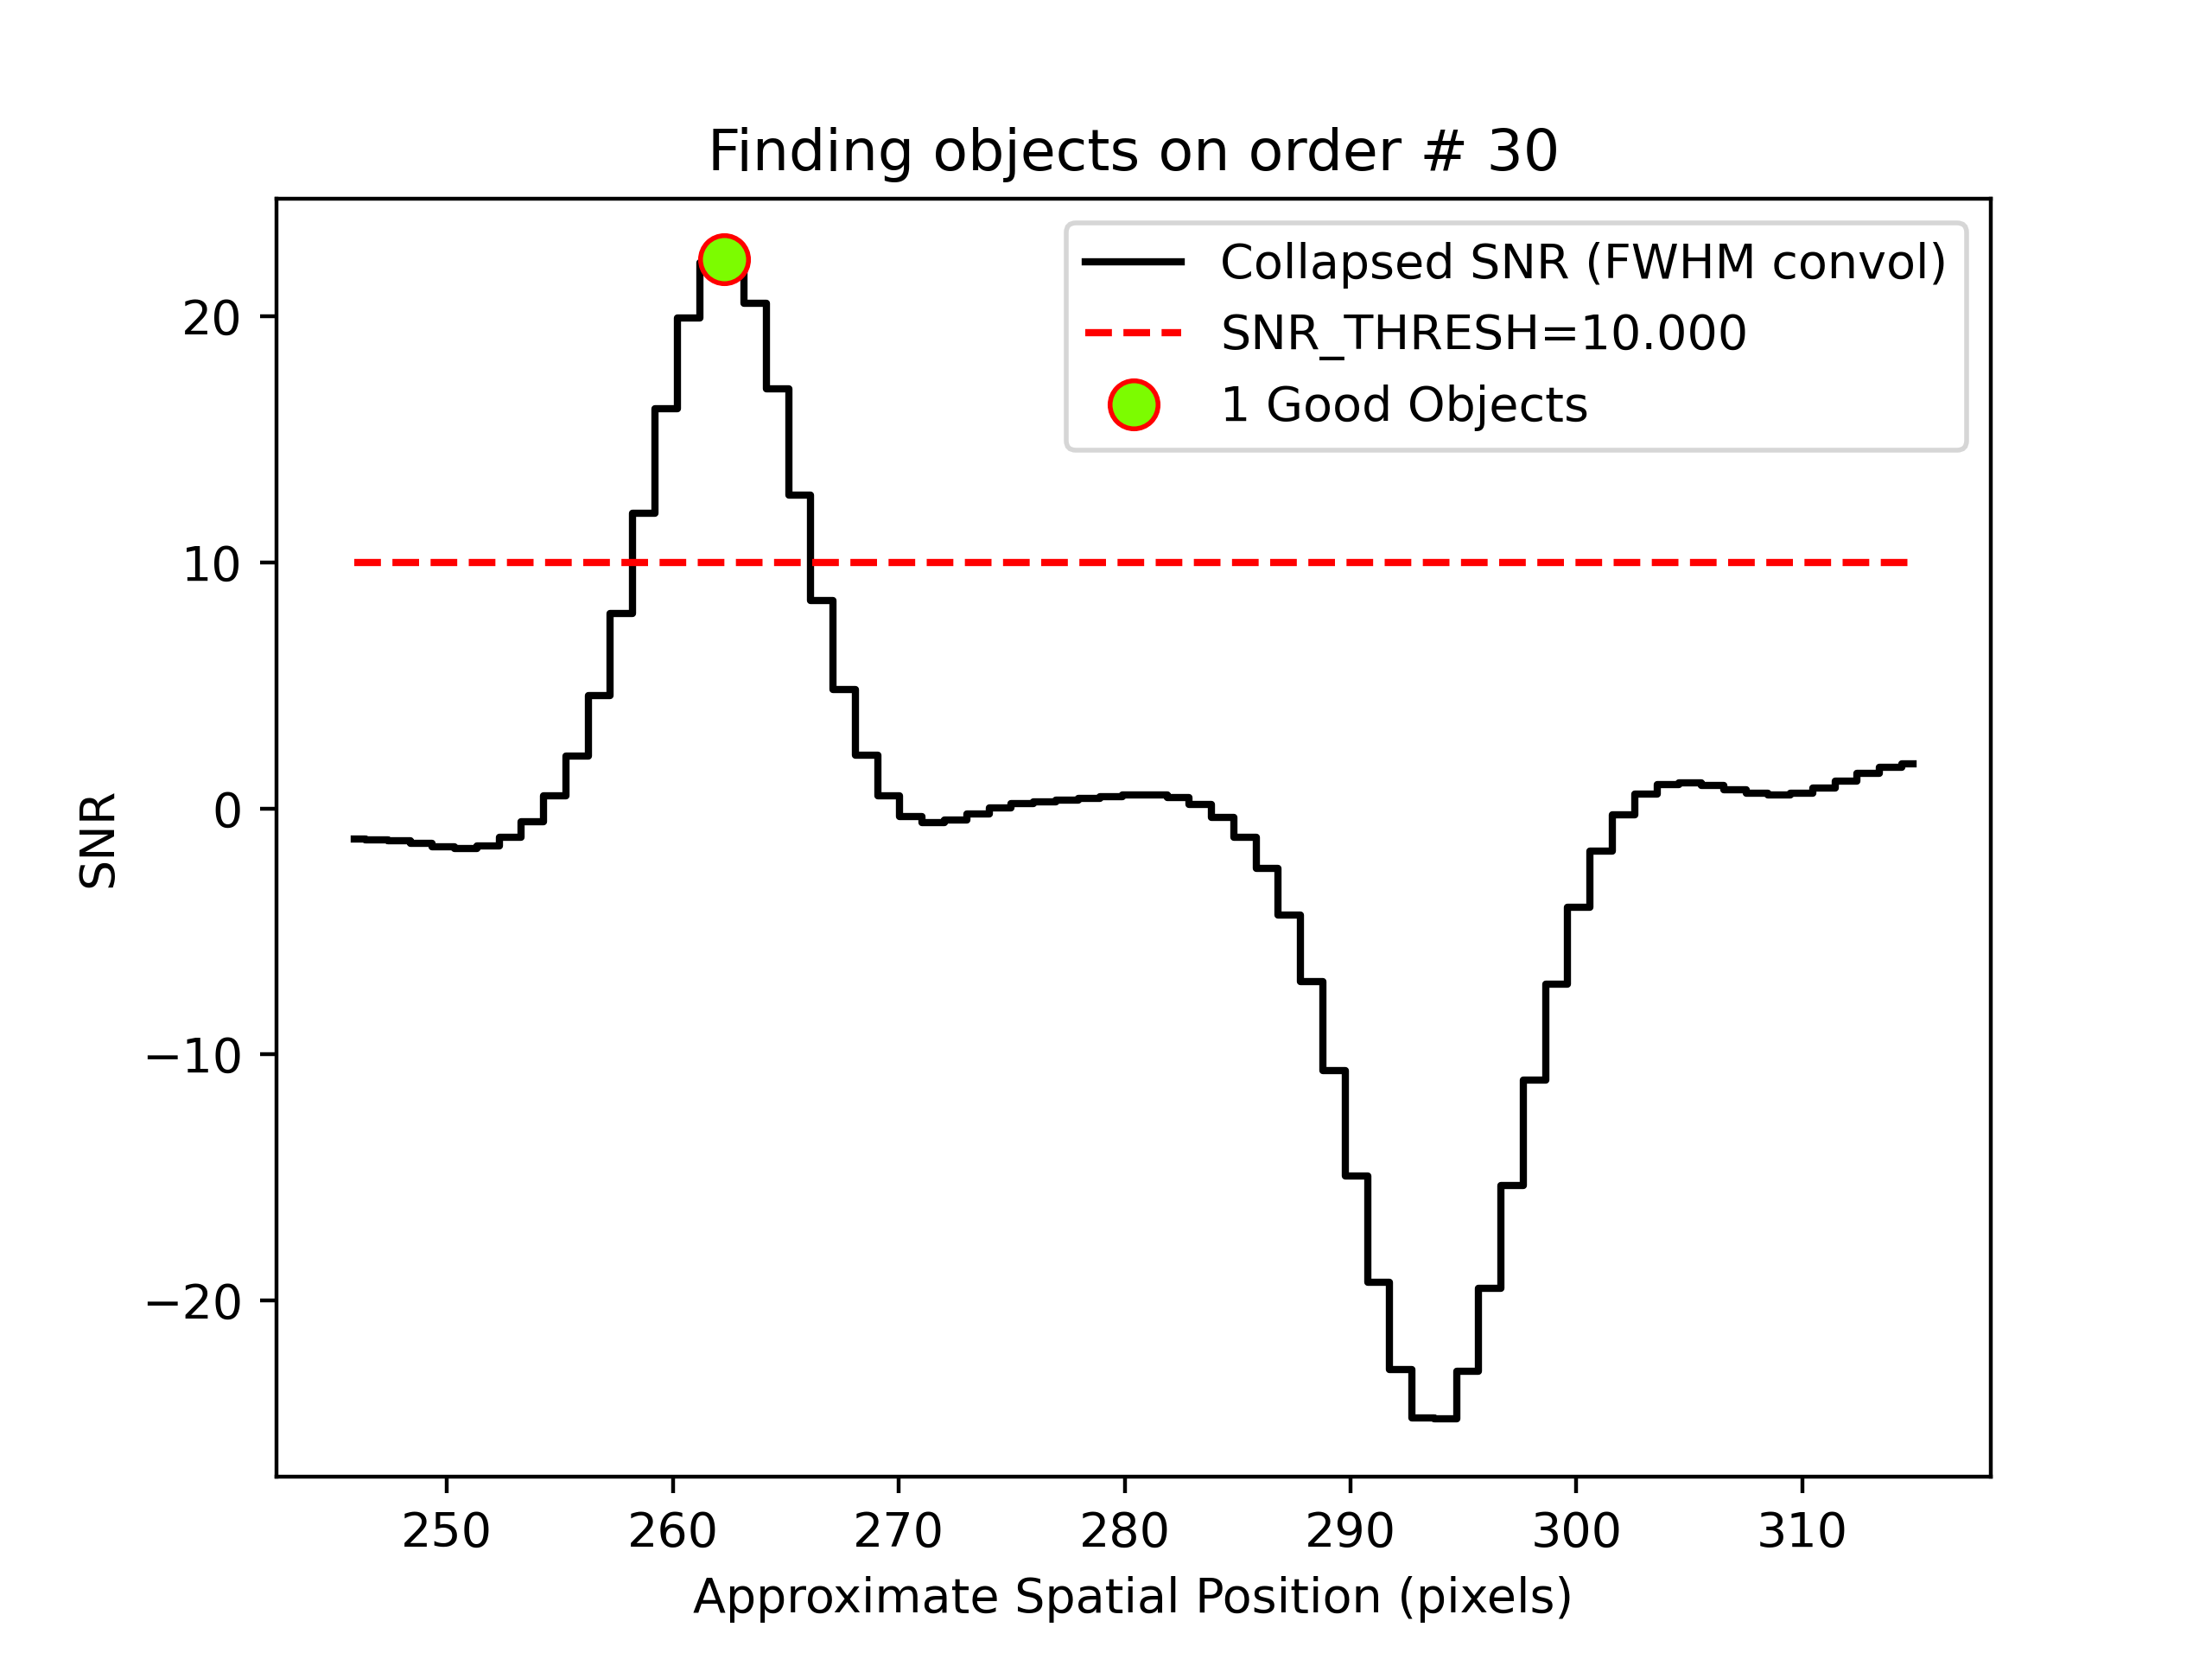 Finding objects on order # 30
Collapsed SNR (FWHM convol)
SNR_THRESH=10.000
1 Good Objects
20
10
0
−10
−20
SNR
250 260 270 280 290 300 310
Approximate Spatial Position (pixels)